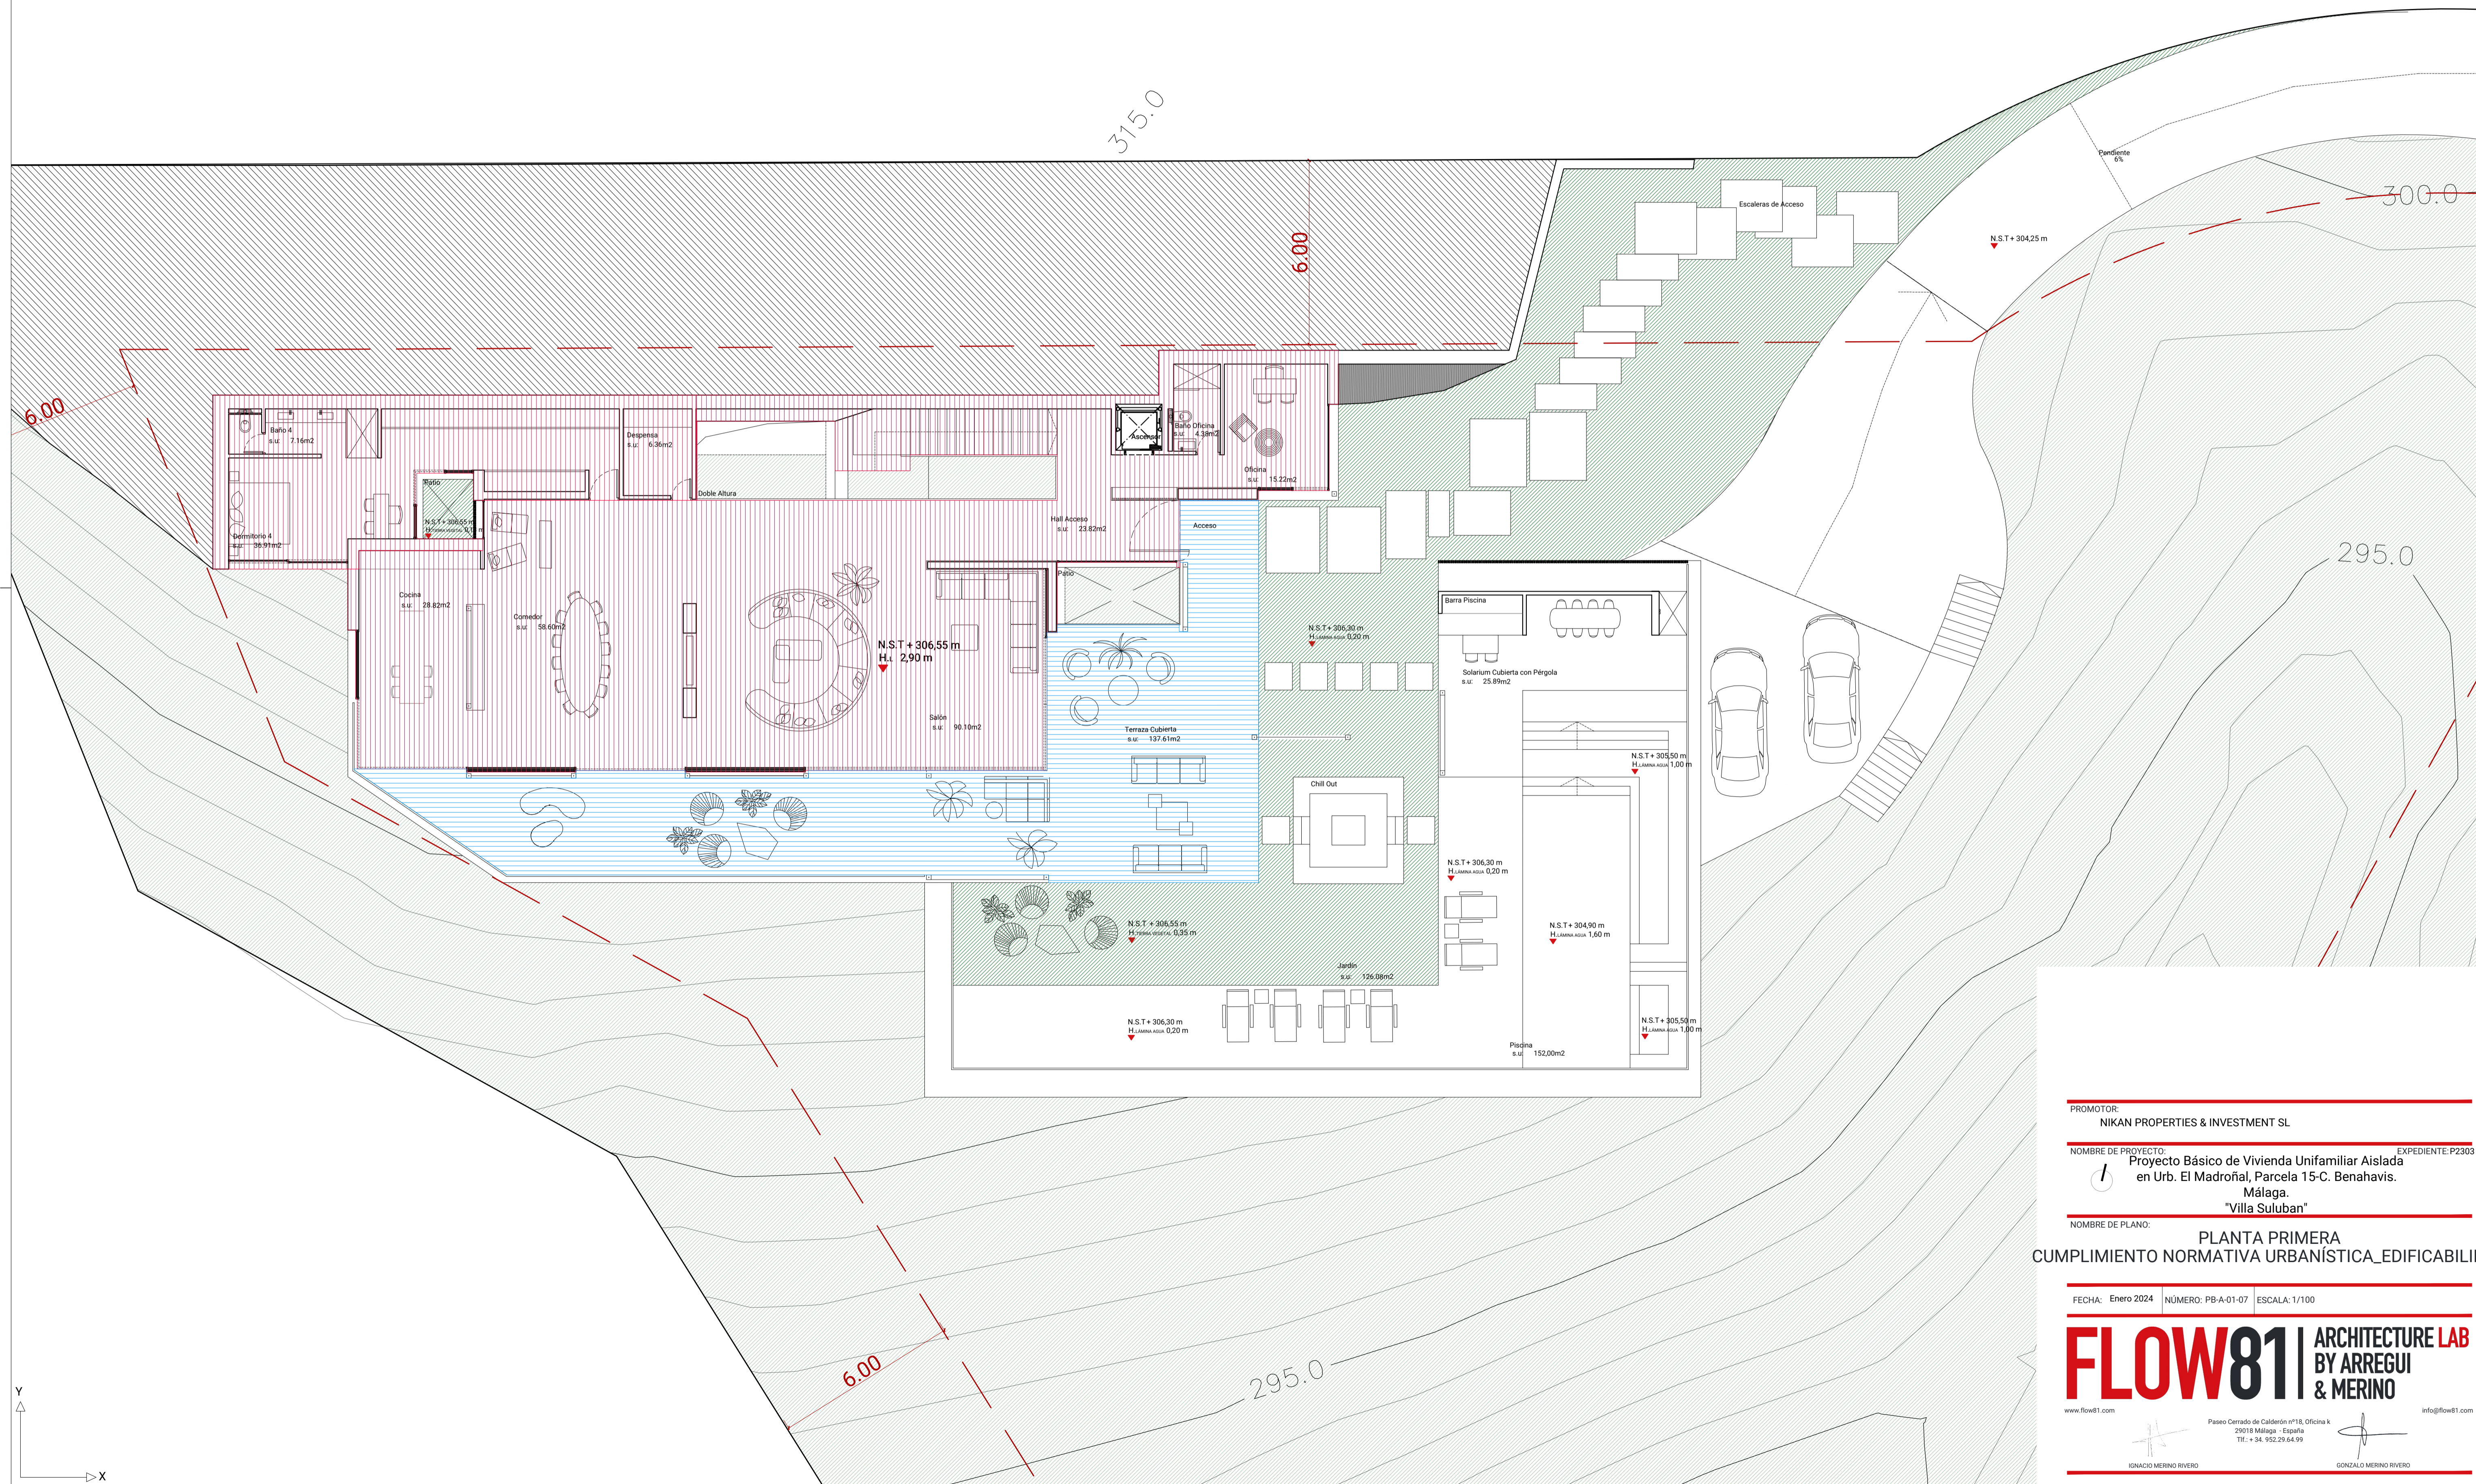 315.0
Pendiente
6%
300.0
Escaleras de Acceso
N.S.T + 304,25 m
6.00
6.00
Baño 4
s.u: 7.16m2
Despensa
s.u: 6.36m2
Ascensor
Baño Oficina
s.u: 4.38m2
Oficina
s.u: 15.22m2
Patio
N.S.T + 306,55 m
Doble Altura
Hall Acceso
s.u: 23.82m2
Acceso
Dormitorio 4
s.u: 36.91m2
295.0
Patio
Cocina
s.u: 28.82m2
Comedor
s.u: 58.60m2
Barra Piscina
N.S.T + 306,30 m
H.LÁMINA AGUA 0,20 m
N.S.T + 306,55 m
H.L 2,90 m
Solarium Cubierta con Pérgola
s.u: 25.89m2
Salón
s.u: 90.10m2
Terraza Cubierta
s.u: 137.61m2
N.S.T + 305,50 m
H.LÁMINA AGUA 1,00 m
Chill Out
N.S.T + 306,30 m
H.LÁMINA AGUA 0,20 m
N.S.T + 306,55 m
H.TIERRA VEGETAL 0,35 m
N.S.T + 304,90 m
H.LÁMINA AGUA 1,60 m
Jardín
s.u: 126.08m2
N.S.T + 306,30 m
H.LÁMINA AGUA 0,20 m
N.S.T + 305,50 m
H.LÁMINA AGUA 1,00 m
Piscina
s.u: 152,00m2
6.00
295.0
Y
X
PROMOTOR:
NIKAN PROPERTIES & INVESTMENT SL
NOMBRE DE PROYECTO: EXPEDIENTE: P2303
Proyecto Básico de Vivienda Unifamiliar Aislada
en Urb. El Madroñal, Parcela 15-C. Benahavis.
Málaga.
"Villa Suluban"
NOMBRE DE PLANO:
PLANTA PRIMERA
CUMPLIMIENTO NORMATIVA URBANÍSTICA_EDIFICABILI
FECHA: Enero 2024 NÚMERO: PB-A-01-07 ESCALA: 1/100
FLOW81 ARCHITECTURE LAB
BY ARREGUI
& MERINO
www.flow81.com info@flow81.com
Paseo Cerrado de Calderón nº18, Oficina k
29018 Málaga - España
Tlf.: + 34. 952.29.64.99
IGNACIO MERINO RIVERO GONZALO MERINO RIVERO